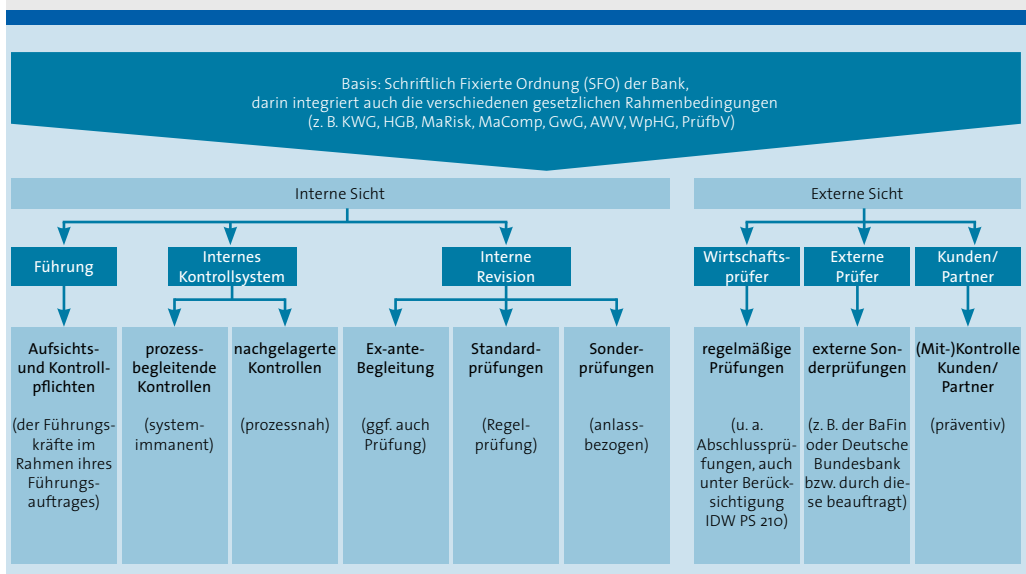 Basis: Schriftlich Fixierte Ordnung (SFO) der Bank,
darin integriert auch die verschiedenen gesetzlichen Rahmenbedingungen
(z. B. KWG, HGB, MaRisk, MaComp, GwG, AWV, WpHG, PrüfbV)
Interne Sicht
Externe Sicht
Führung
Internes
Kontrollsystem
Interne
Revision
Wirtschafts-
prüfer
Externe
Prüfer
Kunden/
Partner
Aufsichts-
und Kontroll-
pflichten
(der Führungs-
kräfte im
Rahmen ihres
Führungs-
auftrages)
prozess-
begleitende
Kontrollen
(system-
immanent)
nachgelagerte
Kontrollen
(prozessnah)
Ex-ante-
Begleitung
(ggf. auch
Prüfung)
Standard-
prüfungen
(Regel-
prüfung)
Sonder-
prüfungen
(anlass-
bezogen)
regelmäßige
Prüfungen
(u. a.
Abschlussprü-
fungen, auch
unter Berück-
sichtigung
IDW PS 210)
externe Son-
derprüfungen
(z. B. der BaFin
oder Deutsche
Bundesbank
bzw. durch die-
se beauftragt)
(Mit-)Kontrolle
Kunden/
Partner
(präventiv)